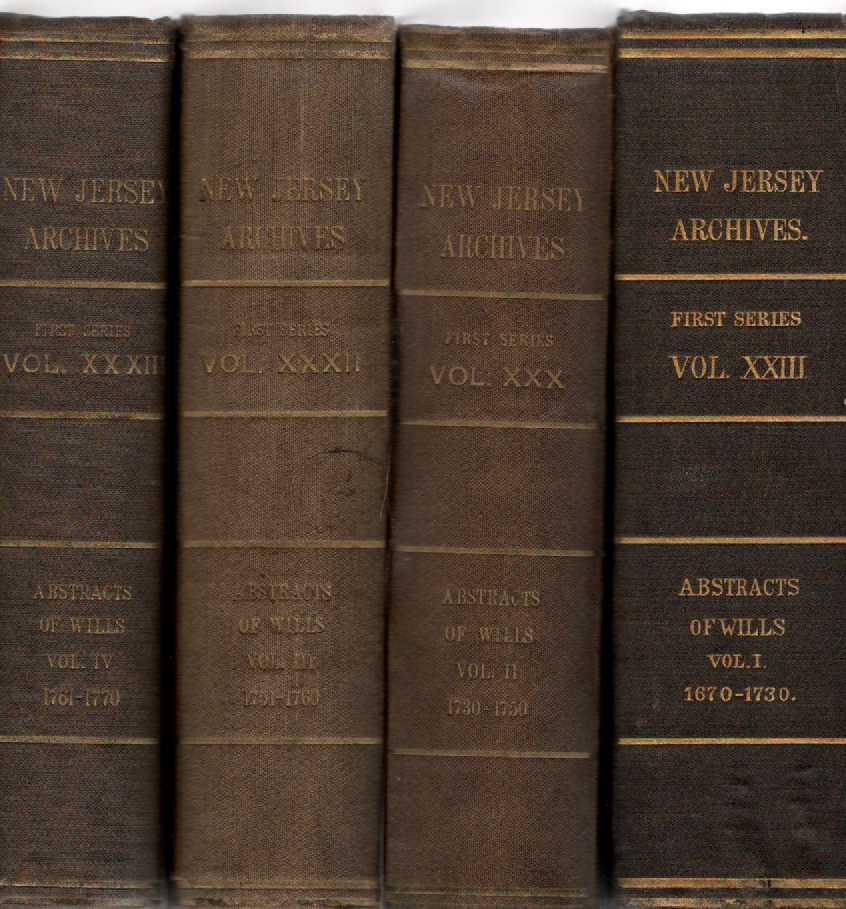 NEW JERSEY
ARCHIVES
FIRST SERIES
VOL. XXXIII
ABSTRACTS
OF WILLS
VOL. IV
1761-1770
NEW JERSEY
ARCHIVES
FIRST SERIES
VOL. XXXII
ABSTRACTS
OF WILLS
VOL. III
1751-1760
NEW JERSEY
ARCHIVES
FIRST SERIES
VOL. XXX
ABSTRACTS
OF WILLS
VOL. II
1730-1750
NEW JERSEY
ARCHIVES.
FIRST SERIES
VOL. XXIII
ABSTRACTS
OF WILLS
VOL. I.
1670-1730.